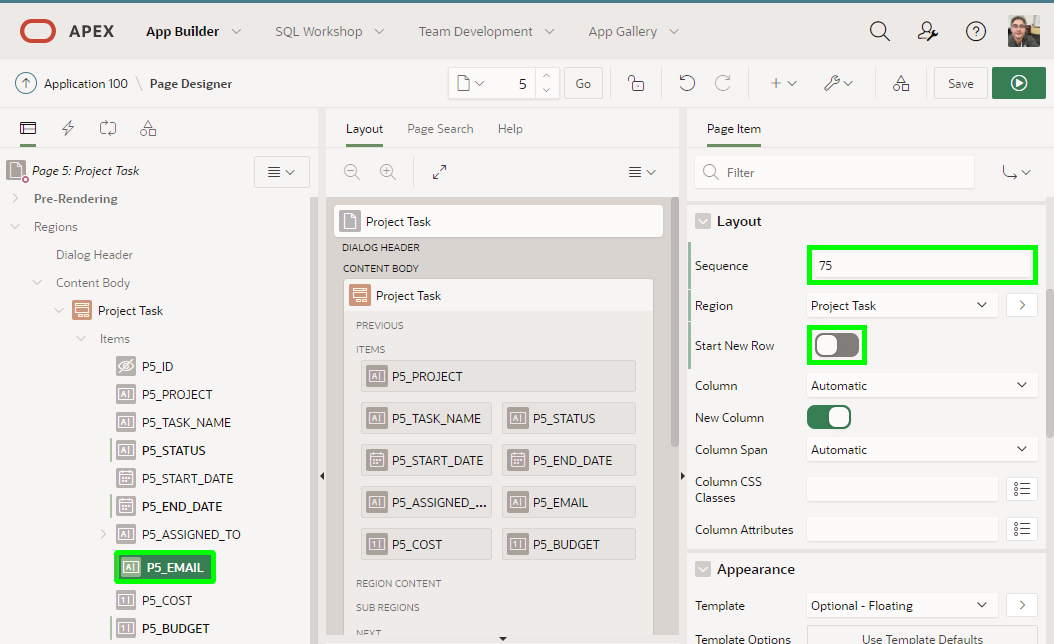 APEX App Builder SQL Workshop Team Development App Gallery
Application 100 \ Page Designer 5 Go Save
Layout Page Search Help
Page Item
Page 5: Project Task
Filter
Pre-Rendering
Regions
Dialog Header
Content Body
Project Task
Items
P5_ID
P5_PROJECT
P5_TASK_NAME
P5_STATUS
P5_START_DATE
P5_END_DATE
P5_ASSIGNED_TO
P5_EMAIL
P5_COST
P5_BUDGET
Project Task
DIALOG HEADER
CONTENT BODY
Project Task
PREVIOUS
ITEMS
P5_PROJECT
P5_TASK_NAME P5_STATUS
P5_START_DATE P5_END_DATE
P5_ASSIGNED_... P5_EMAIL
P5_COST P5_BUDGET
REGION CONTENT
SUB REGIONS
NEXT
Layout
Sequence 75
Region Project Task
Start New Row
Column Automatic
New Column
Column Span Automatic
Column CSS
Classes
Column Attributes
Appearance
Template Optional - Floating
Template Options Use Template Defaults